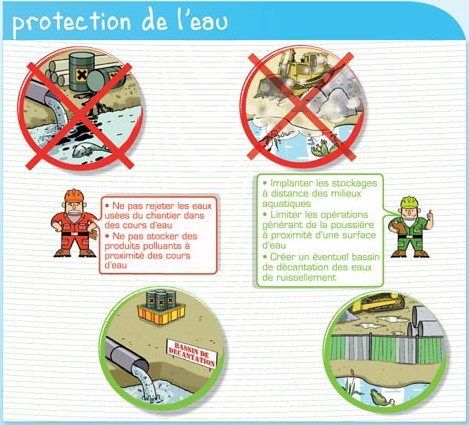 protection de l'eau
• Ne pas rejeter les eaux
usées du chantier dans
des cours d'eau
• Ne pas stocker des
produits polluants à
proximité des cours
d'eau
• Implanter les stockages
à distance des milieux
aquatiques
• Limiter les opérations
générant de la poussière
à proximité d'une surface
d'eau
• Créer un éventuel bassin
de décantation des eaux
de ruissellement
BASSIN DE
DECANTATION